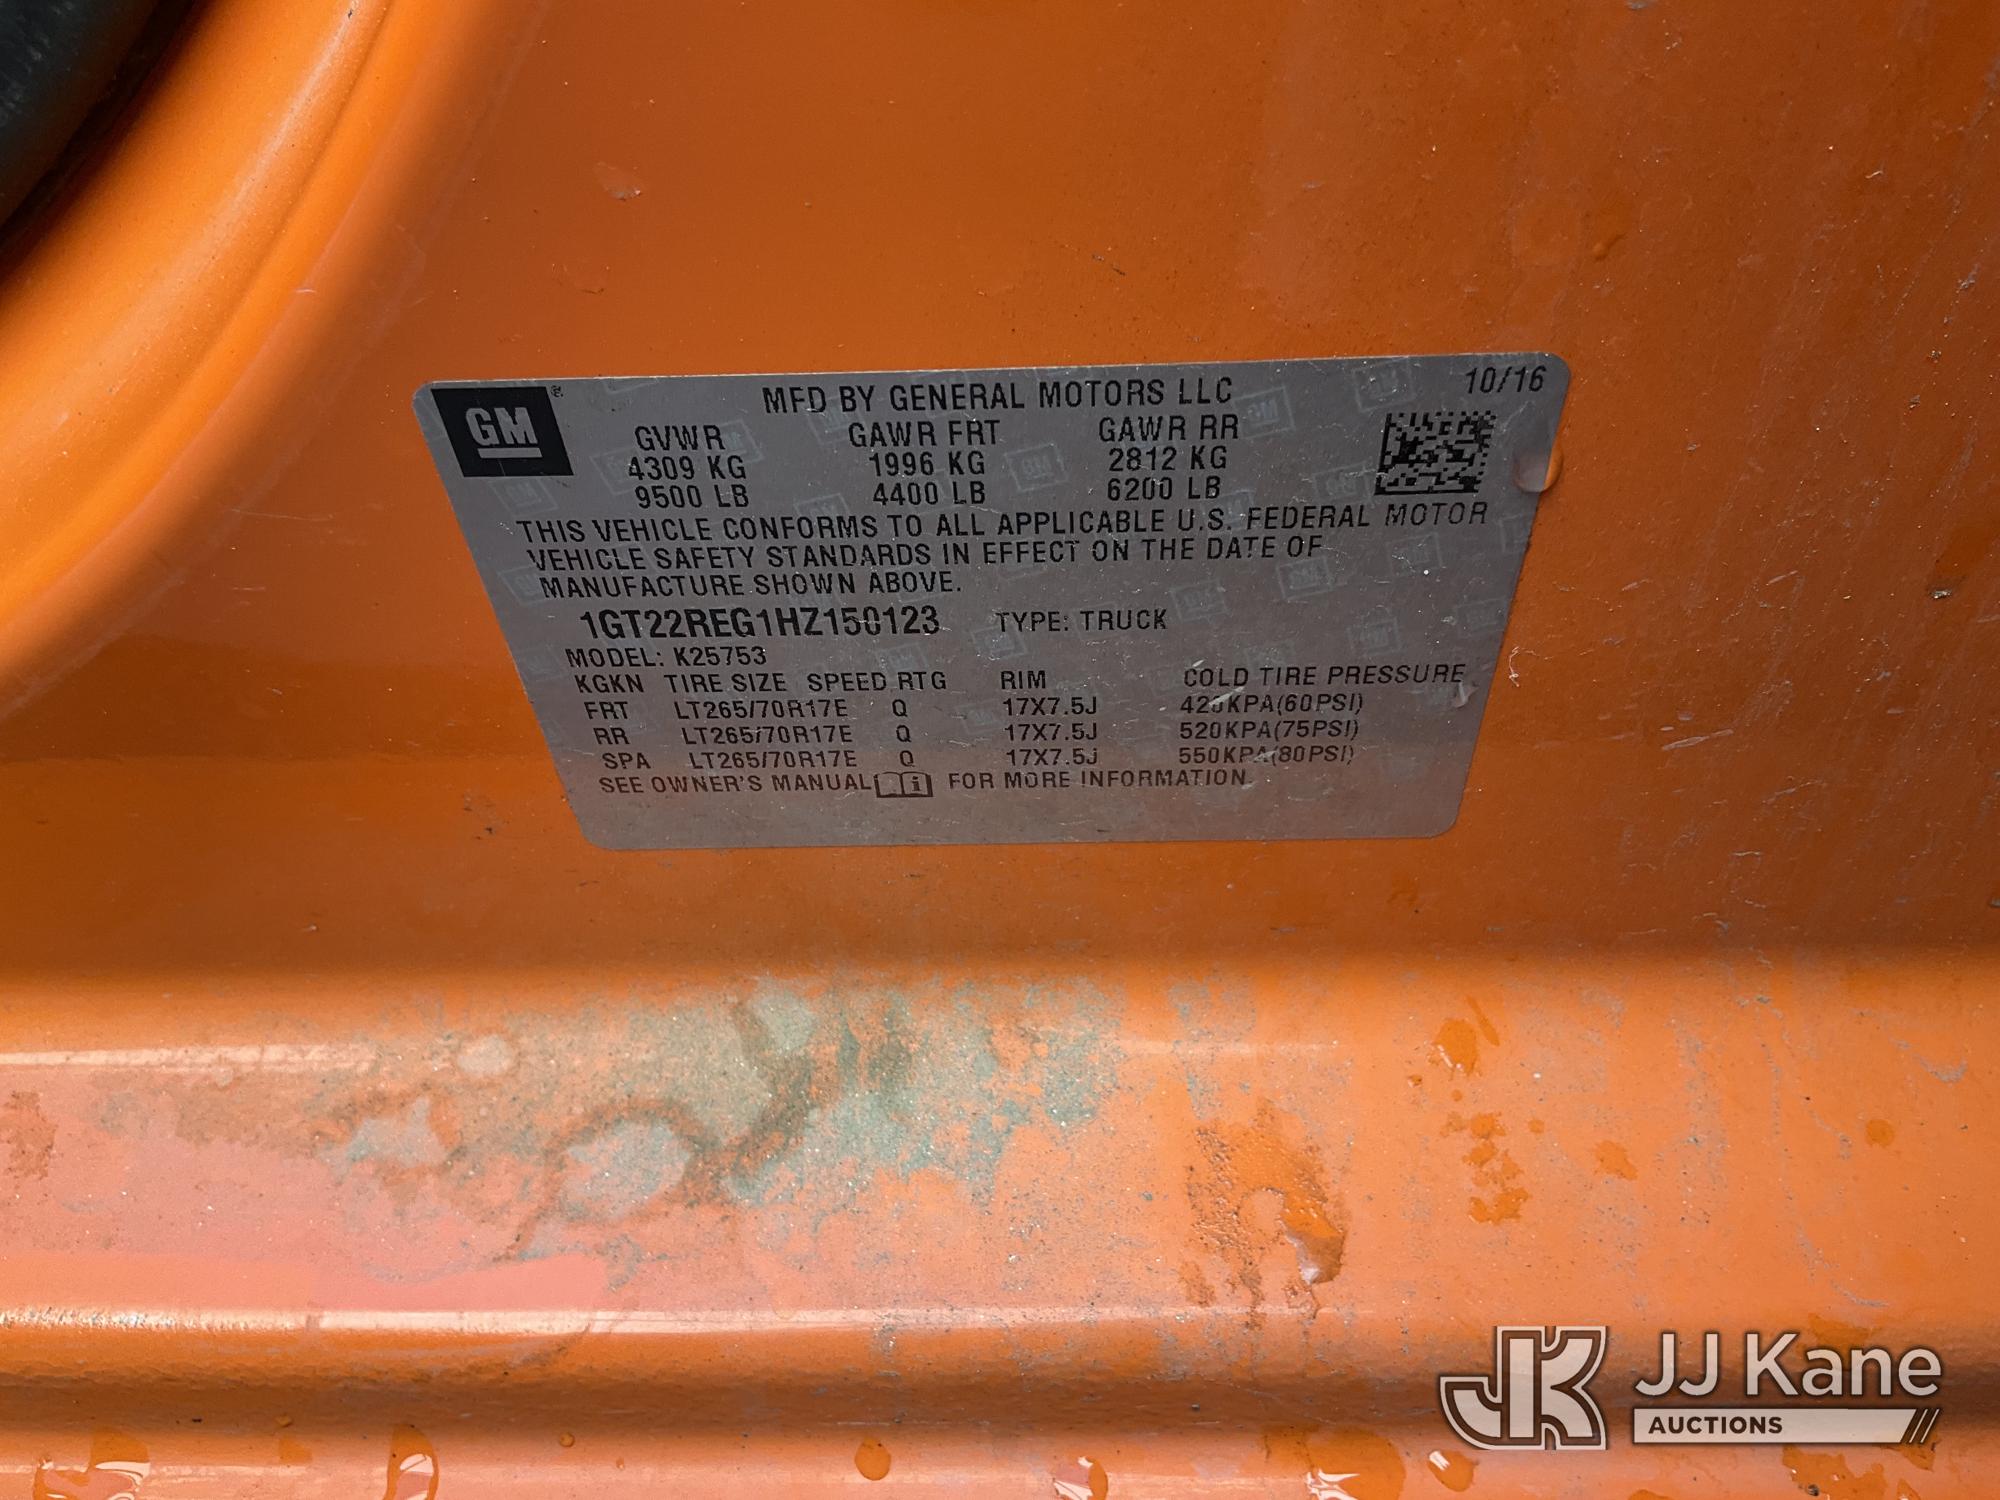 MFD BY GENERAL MOTORS LLC 10/16
GM
GVWR GAWR FRT GAWR RR
4309 KG 1996 KG 2812 KG
9500 LB 4400 LB 6200 LB
THIS VEHICLE CONFORMS TO ALL APPLICABLE U.S. FEDERAL MOTOR
VEHICLE SAFETY STANDARDS IN EFFECT ON THE DATE OF
MANUFACTURE SHOWN ABOVE.
1GT22REG1HZ150123 TYPE: TRUCK
MODEL: K25753
KGKN TIRE SIZE SPEED RTG RIM COLD TIRE PRESSURE
FRT LT265/70R17E Q 17X7.5J 420KPA(60PSI)
RR LT265/70R17E Q 17X7.5J 520KPA(75PSI)
SPA LT265/70R17E Q 17X7.5J 550KPA(80PSI)
SEE OWNER'S MANUAL i FOR MORE INFORMATION.
JK JJ Kane
AUCTIONS